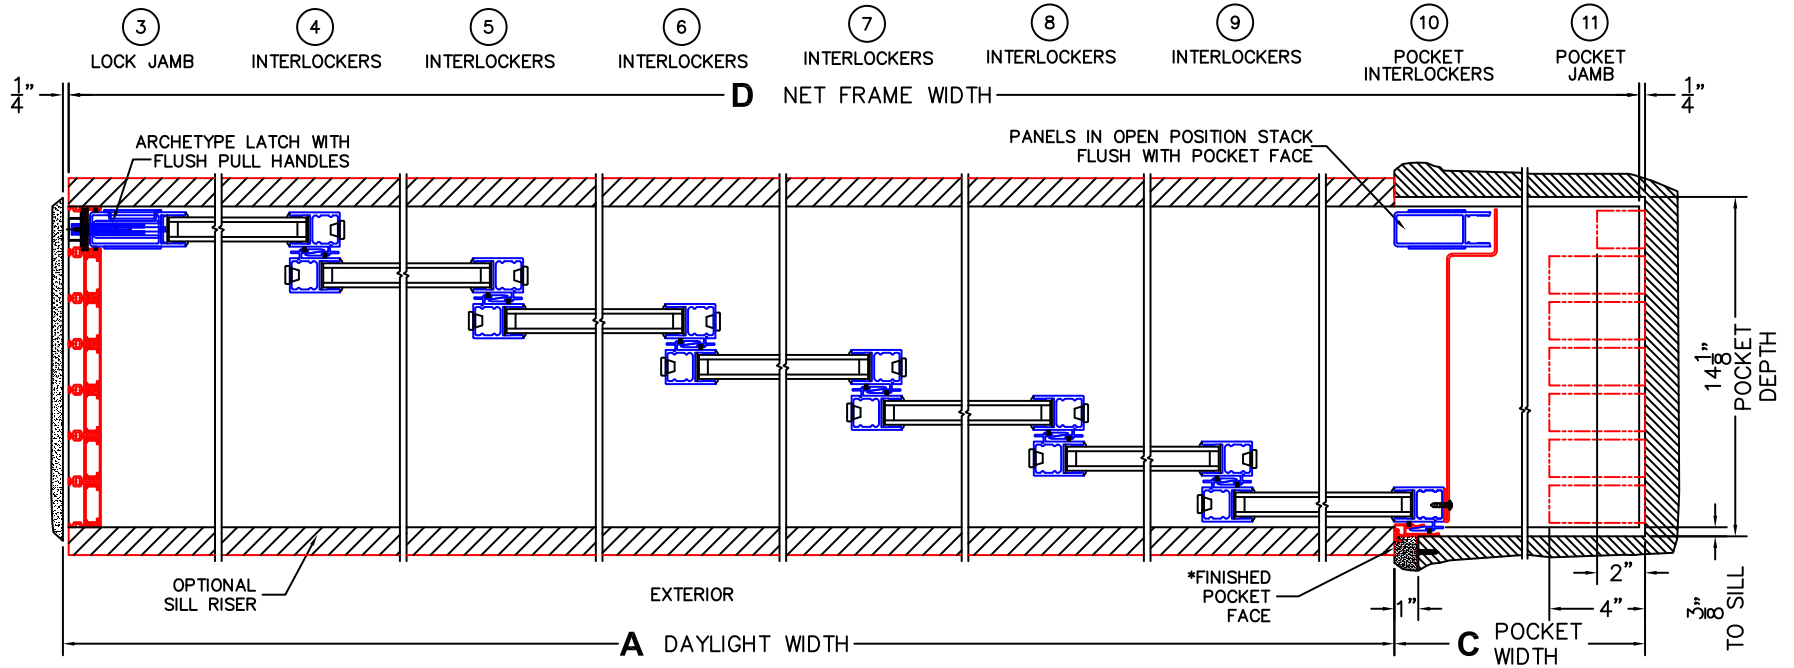 3
LOCK JAMB
4
INTERLOCKERS
5
INTERLOCKERS
6
INTERLOCKERS
7
INTERLOCKERS
8
INTERLOCKERS
9
INTERLOCKERS
10
POCKET
INTERLOCKERS
11
POCKET
JAMB
1/4"
D NET FRAME WIDTH
1/4"
ARCHETYPE LATCH WITH
FLUSH PULL HANDLES
PANELS IN OPEN POSITION STACK
FLUSH WITH POCKET FACE
14 1/8"
POCKET
DEPTH
OPTIONAL
SILL RISER
EXTERIOR
*FINISHED
POCKET
FACE
1"
2"
4"
3/8"
TO SILL
A DAYLIGHT WIDTH
C POCKET
WIDTH